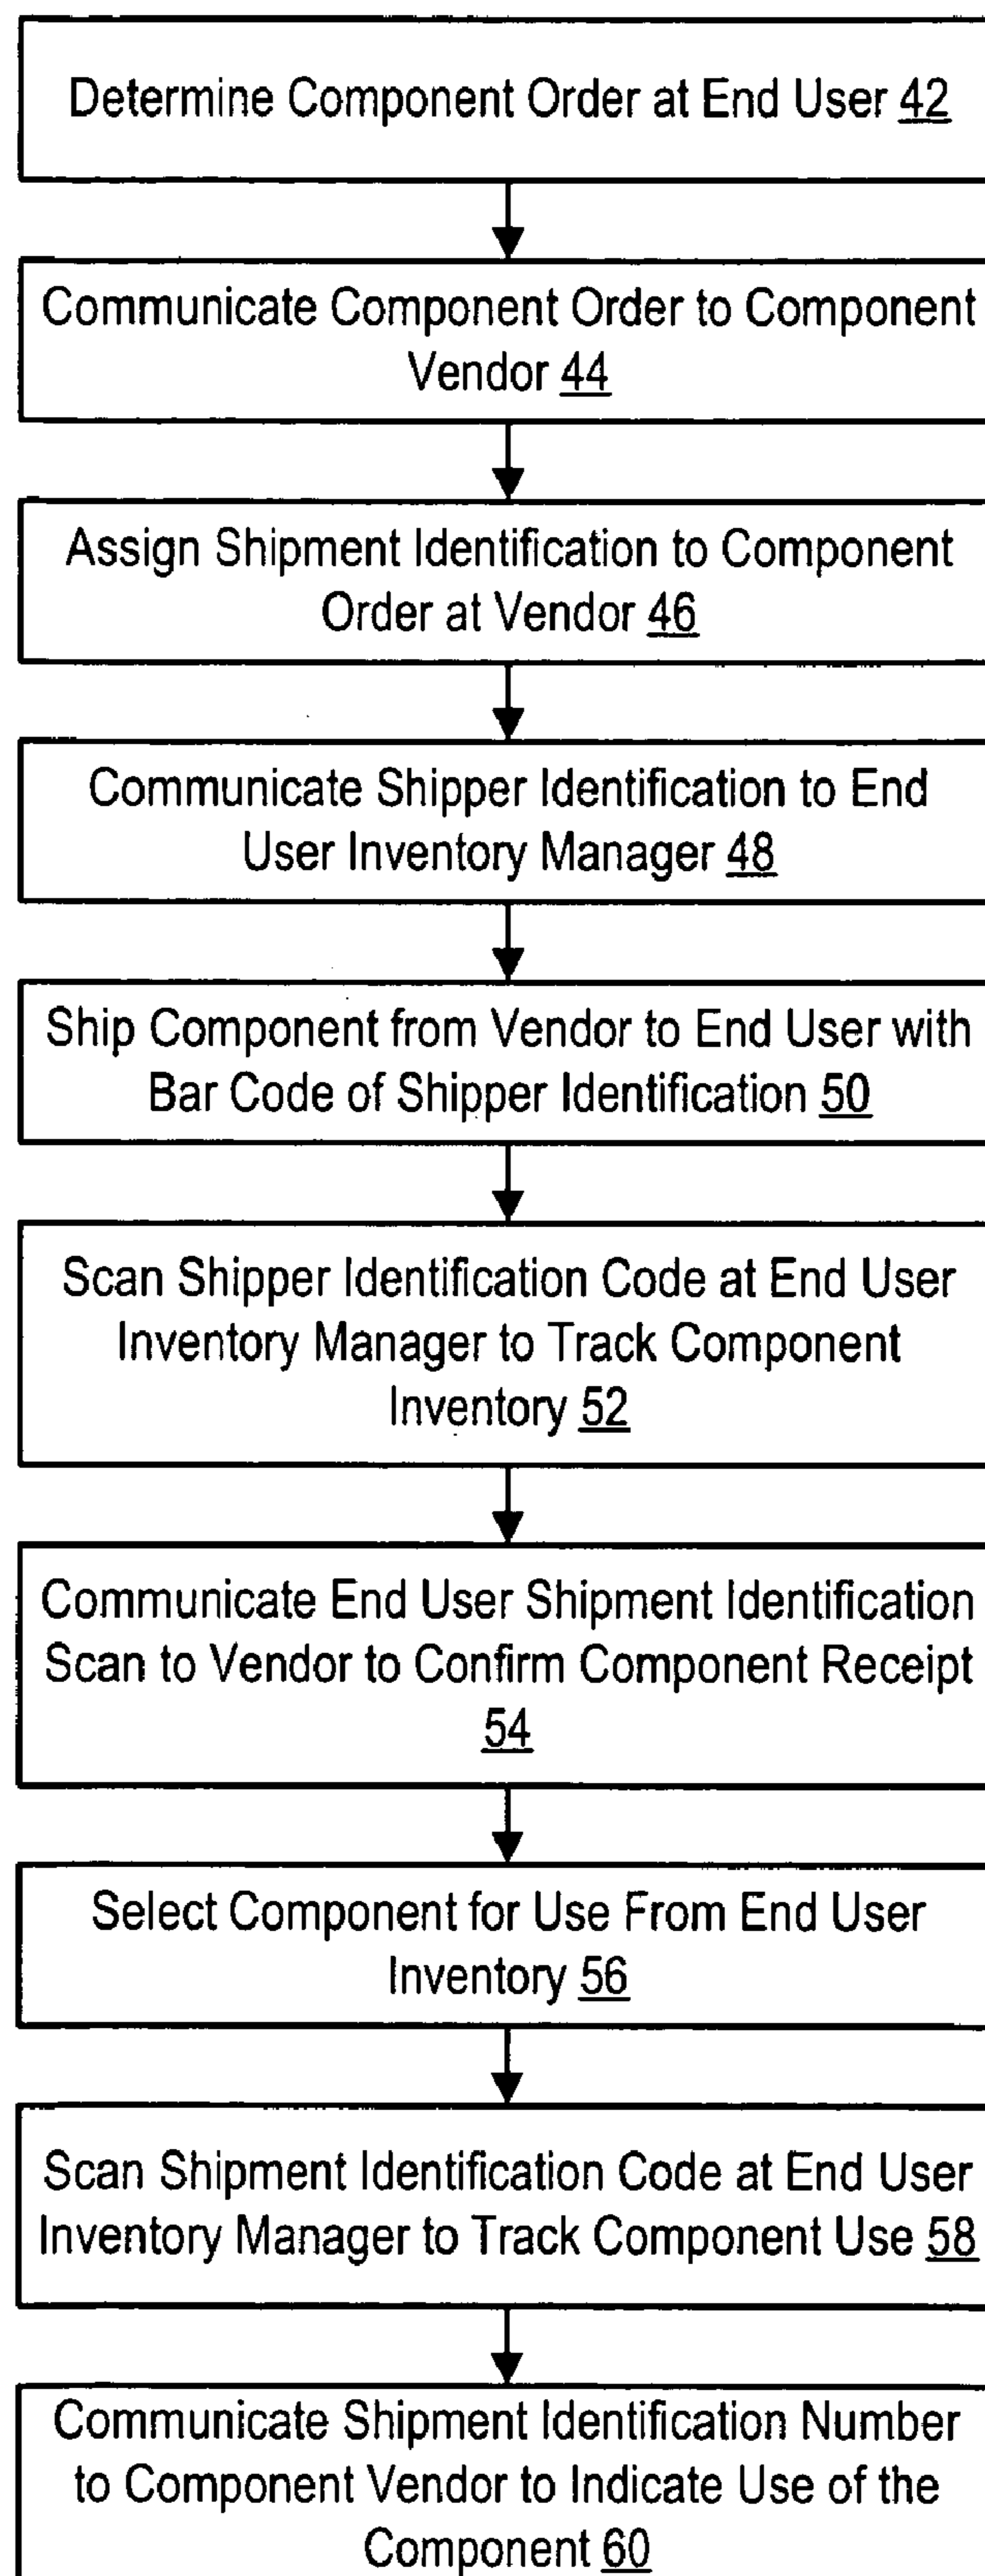 Determine Component Order at End User 42
Communicate Component Order to Component
Vendor 44
Assign Shipment Identification to Component
Order at Vendor 46
Communicate Shipper Identification to End
User Inventory Manager 48
Ship Component from Vendor to End User with
Bar Code of Shipper Identification 50
Scan Shipper Identification Code at End User
Inventory Manager to Track Component
Inventory 52
Communicate End User Shipment Identification
Scan to Vendor to Confirm Component Receipt
54
Select Component for Use From End User
Inventory 56
Scan Shipment Identification Code at End User
Inventory Manager to Track Component Use 58
Communicate Shipment Identification Number
to Component Vendor to Indicate Use of the
Component 60